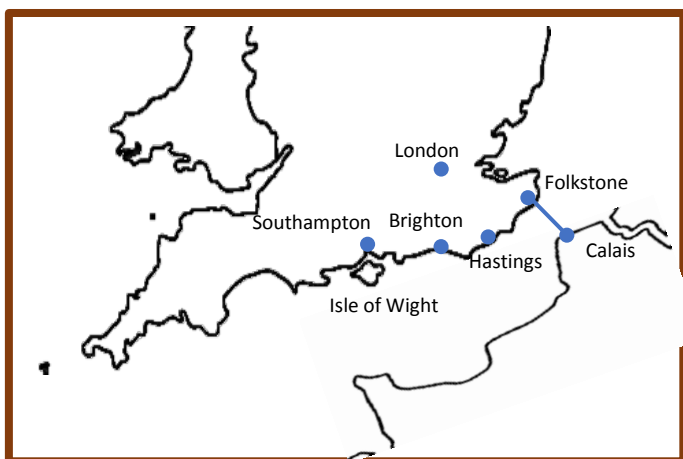 London
Folkstone
Southampton
Brighton
Hastings
Calais
Isle of Wight